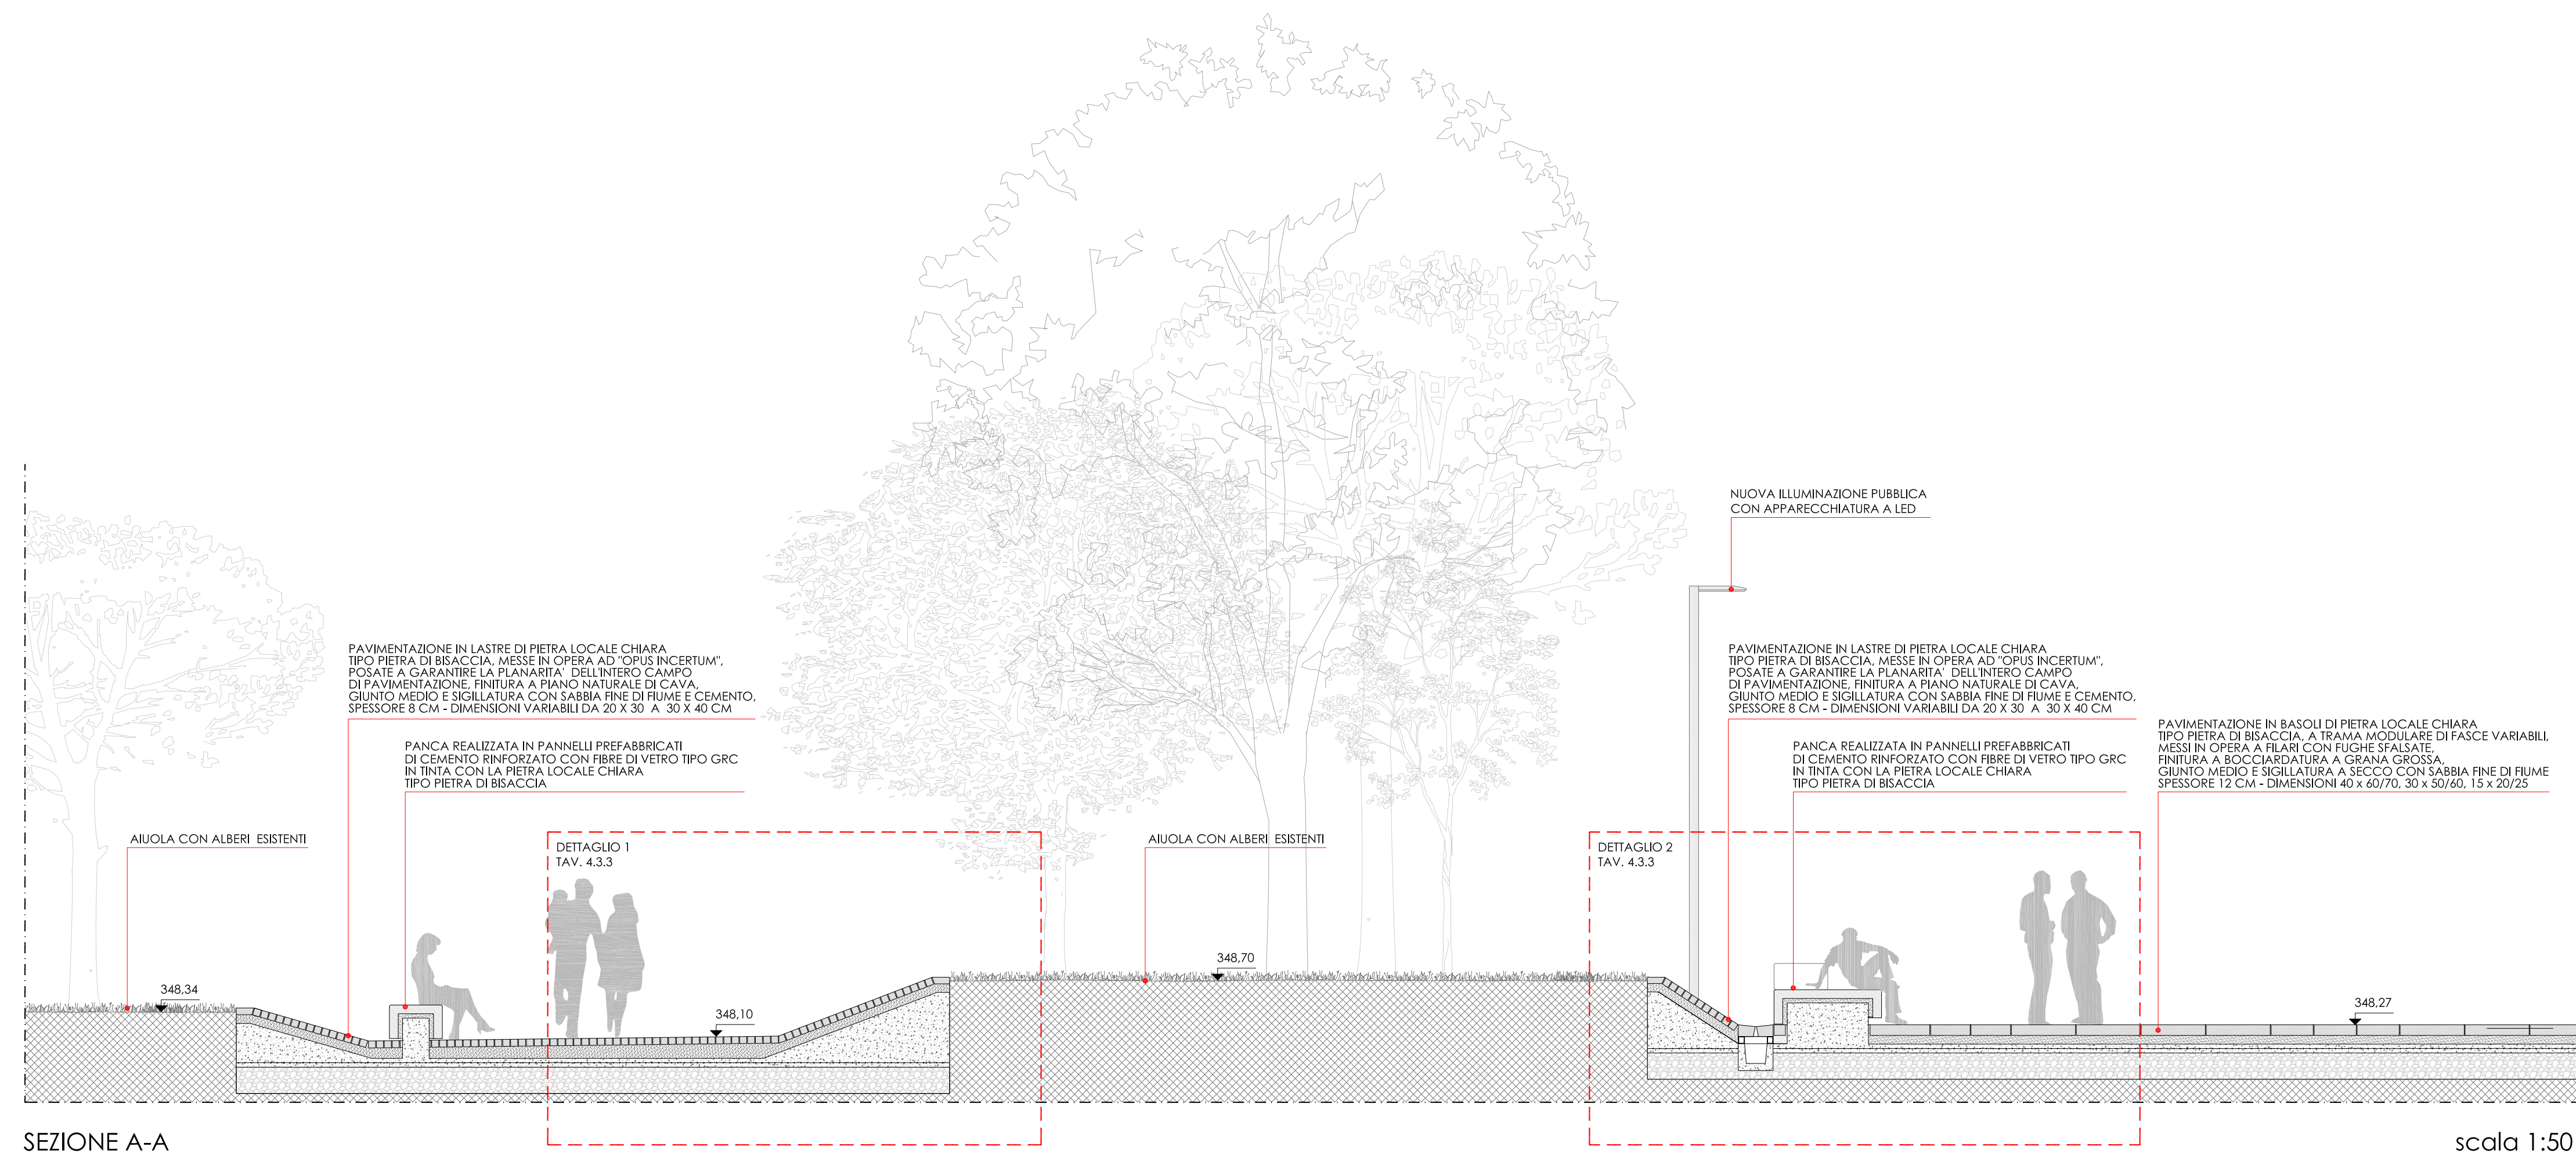 NUOVA ILLUMINAZIONE PUBBLICA
CON APPARECCHIATURA A LED
PAVIMENTAZIONE IN LASTRE DI PIETRA LOCALE CHIARA
TIPO PIETRA DI BISACCIA, MESSE IN OPERA AD "OPUS INCERTUM",
POSATE A GARANTIRE LA PLANARITA' DELL'INTERO CAMPO
DI PAVIMENTAZIONE, FINITURA A PIANO NATURALE DI CAVA,
GIUNTO MEDIO E SIGILLATURA CON SABBIA FINE DI FIUME E CEMENTO,
SPESSORE 8 CM - DIMENSIONI VARIABILI DA 20 X 30 A 30 X 40 CM
PANCA REALIZZATA IN PANNELLI PREFABBRICATI
DI CEMENTO RINFORZATO CON FIBRE DI VETRO TIPO GRC
IN TINTA CON LA PIETRA LOCALE CHIARA
TIPO PIETRA DI BISACCIA
AIUOLA CON ALBERI ESISTENTI
DETTAGLIO 1
TAV. 4.3.3
AIUOLA CON ALBERI ESISTENTI
PAVIMENTAZIONE IN LASTRE DI PIETRA LOCALE CHIARA
TIPO PIETRA DI BISACCIA, MESSE IN OPERA AD "OPUS INCERTUM",
POSATE A GARANTIRE LA PLANARITA' DELL'INTERO CAMPO
DI PAVIMENTAZIONE, FINITURA A PIANO NATURALE DI CAVA,
GIUNTO MEDIO E SIGILLATURA CON SABBIA FINE DI FIUME E CEMENTO,
SPESSORE 8 CM - DIMENSIONI VARIABILI DA 20 X 30 A 30 X 40 CM
PANCA REALIZZATA IN PANNELLI PREFABBRICATI
DI CEMENTO RINFORZATO CON FIBRE DI VETRO TIPO GRC
IN TINTA CON LA PIETRA LOCALE CHIARA
TIPO PIETRA DI BISACCIA
PAVIMENTAZIONE IN BASOLI DI PIETRA LOCALE CHIARA
TIPO PIETRA DI BISACCIA, A TRAMA MODULARE DI FASCE VARIABILI,
MESSI IN OPERA A FILARI CON FUGHE SFALSATE,
FINITURA A BOCCIARDATURA A GRANA GROSSA,
GIUNTO MEDIO E SIGILLATURA A SECCO CON SABBIA FINE DI FIUME
SPESSORE 12 CM - DIMENSIONI 40 x 60/70, 30 x 50/60, 15 x 20/25
DETTAGLIO 2
TAV. 4.3.3
348,34
348,10
348,70
348,27
SEZIONE A-A
scala 1:50